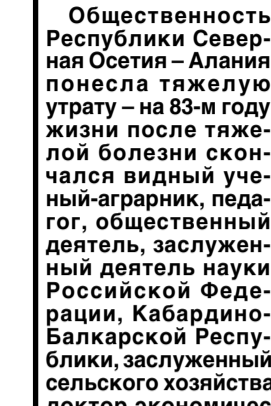 Общественность
Республики Север-
ная Осетия – Алания
понесла тяжелую
утрату – на 83-м году
жизни после тяже-
лой болезни скон-
чался видный уче-
ный-аграрник, педа-
гог, общественный
деятель, заслужен-
ный деятель науки
Российской Феде-
рации, Кабардино-
Балкарской Респу-
блики, заслуженный
сельского хозяйства
доктор экономичес